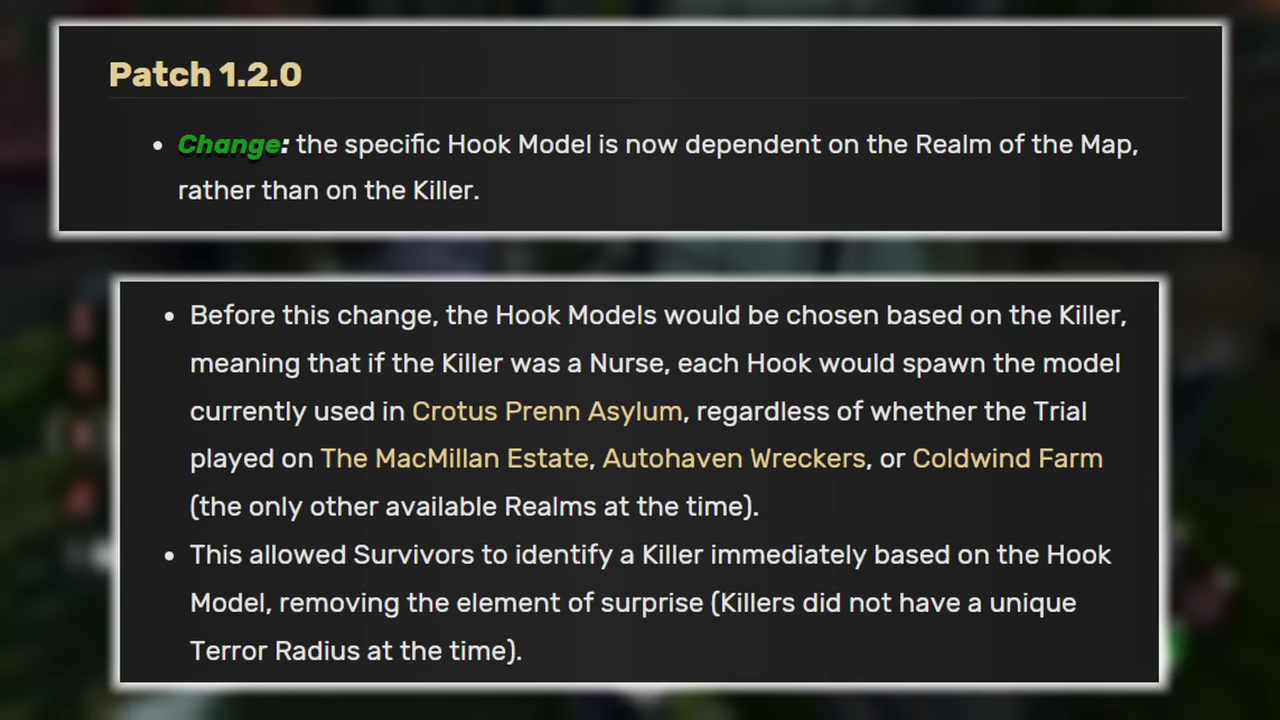 Patch 1.2.0
• Change: the specific Hook Model is now dependent on the Realm of the Map,
rather than on the Killer.
• Before this change, the Hook Models would be chosen based on the Killer,
meaning that if the Killer was a Nurse, each Hook would spawn the model
currently used in Crotus Prenn Asylum, regardless of whether the Trial
played on The MacMillan Estate, Autohaven Wreckers, or Coldwind Farm
(the only other available Realms at the time).
• This allowed Survivors to identify a Killer immediately based on the Hook
Model, removing the element of surprise (Killers did not have a unique
Terror Radius at the time).